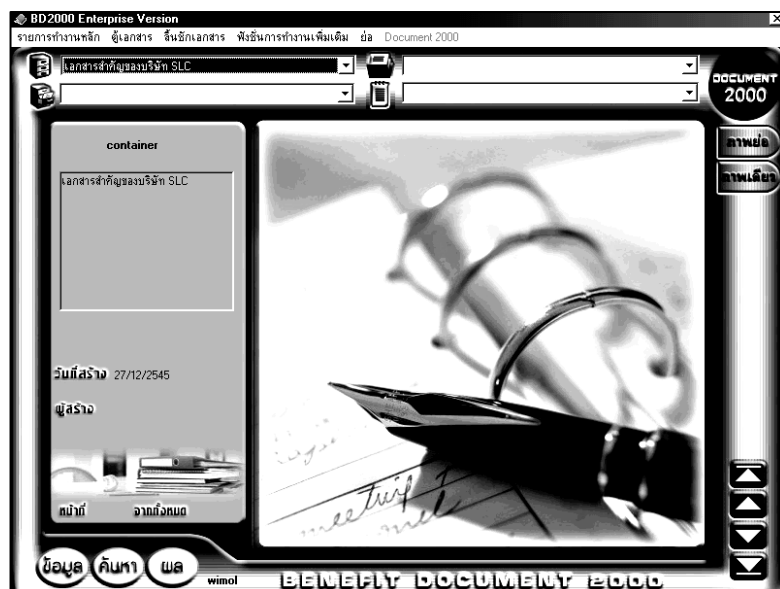 BD2000 Enterprise Version
รายการทำงานหลัก ตู้เอกสาร ลิ้นชักเอกสาร ฟังชั่นการทำงานเพิ่มเติม ย่อ Document 2000
เอกสารสำคัญของบริษัท SLC
DOCUMENT
2000
ภาพย่อ
ภาพเดียว
container
เอกสารสำคัญของบริษัท SLC
วันที่สร้าง 27/12/2545
ผู้สร้าง
หน้าที่ จากทั้งหมด
meeting
ข้อมูล ค้นหา ผล
wimol
BENEFIT DOCUMENT 2000